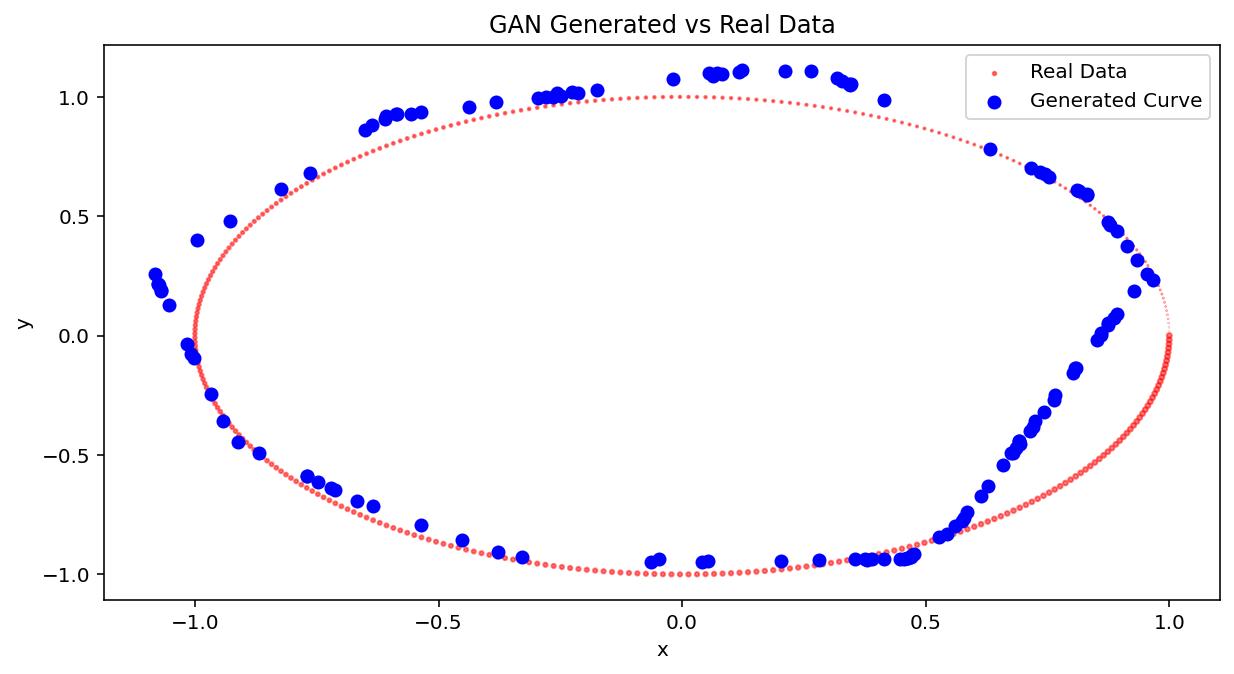 GAN Generated vs Real Data
Real Data
Generated Curve
1.0
0.5
0.0
−0.5
−1.0
y
−1.0 −0.5 0.0 0.5 1.0
x